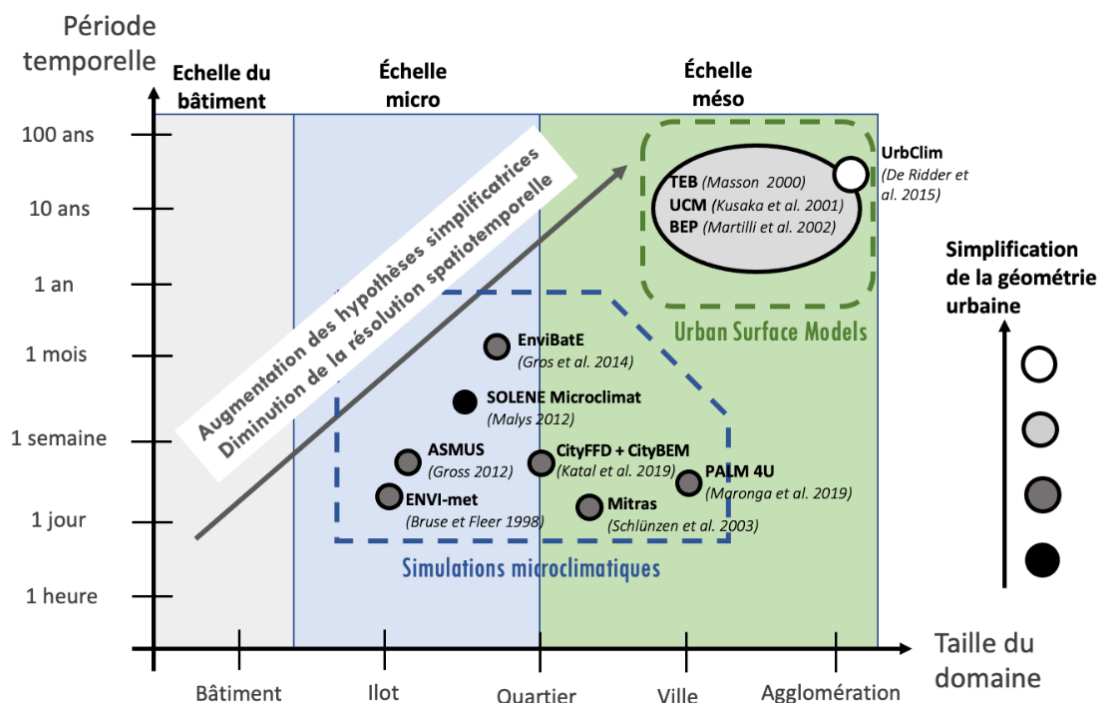 Période
temporelle
Echelle du
bâtiment
Échelle
micro
Échelle
méso
100 ans
10 ans
1 an
1 mois
1 semaine
1 jour
1 heure
Augmentation des hypothèses simplificatrices
Diminution de la résolution spatiotemporelle
TEB (Masson 2000)
UCM (Kusaka et al. 2001)
BEP (Martilli et al. 2002)
UrbClim
(De Ridder et
al. 2015)
Urban Surface Models
EnviBatE
(Gros et al. 2014)
SOLENE Microclimat
(Malys 2012)
ASMUS
(Gross 2012)
CityFFD + CityBEM
(Katal et al. 2019)
PALM 4U
(Maronga et al. 2019)
ENVI-met
(Bruse et Fleer 1998)
Mitras
(Schlünzen et al. 2003)
Simulations microclimatiques
Simplification
de la géométrie
urbaine
Bâtiment
Ilot
Quartier
Ville
Agglomération
Taille du
domaine